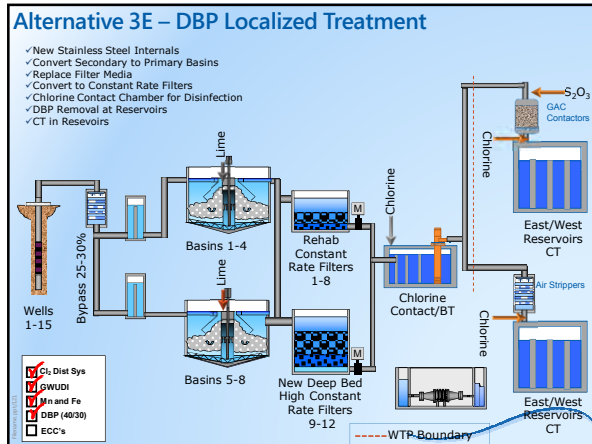 Alternative 3E – DBP Localized Treatment
✓New Stainless Steel Internals
✓Convert Secondary to Primary Basins
✓Replace Filter Media
✓Convert to Constant Rate Filters
✓Chlorine Contact Chamber for Disinfection
✓DBP Removal at Reservoirs
✓CT in Resevoirs
S₂O₃
GAC
Contactors
Chlorine
East/West
Reservoirs
CT
Lime
Basins 1-4
M
Rehab
Constant
Rate Filters
1-8
Chlorine
Chlorine
Contact/BT
Wells
1-15
Bypass 25-30%
Lime
Basins 5-8
M
New Deep Bed
High Constant
Rate Filters
9-12
Air Strippers
Chlorine
East/West
Reservoirs
CT
Cl₂ Dist Sys
GWUDI
Mn and Fe
DBP (40/30)
ECC's
WTP Boundary